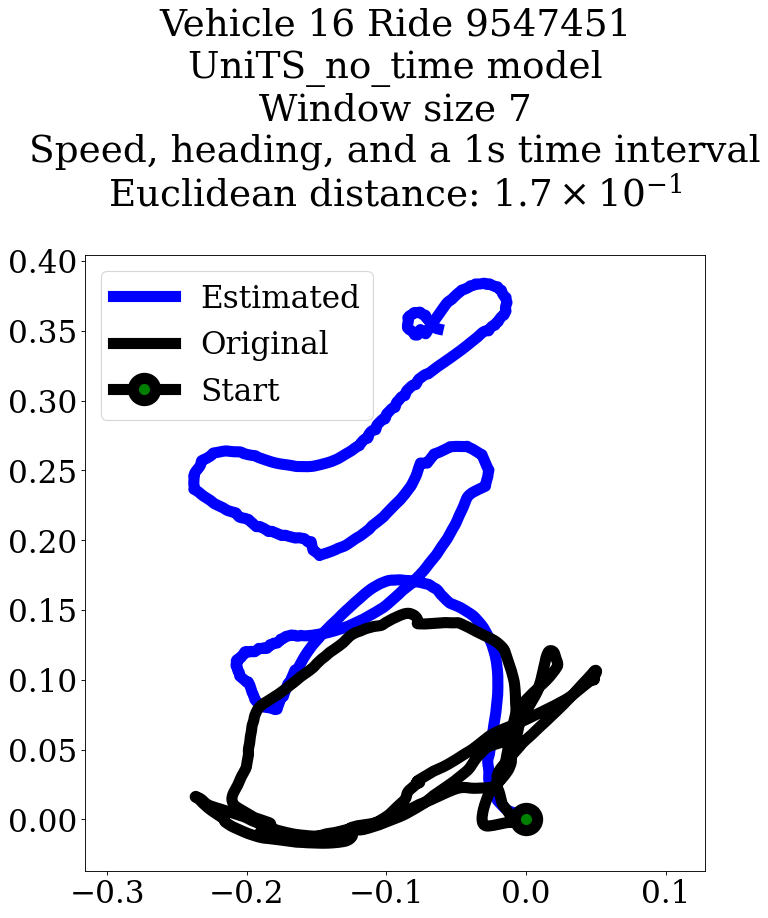 Vehicle 16 Ride 9547451
UniTS_no_time model
Window size 7
Speed, heading, and a 1s time interval
Euclidean distance: 1.7 × 10⁻¹
0.40
0.35
0.30
0.25
0.20
0.15
0.10
0.05
0.00
Estimated
Original
Start
−0.3 −0.2 −0.1 0.0 0.1